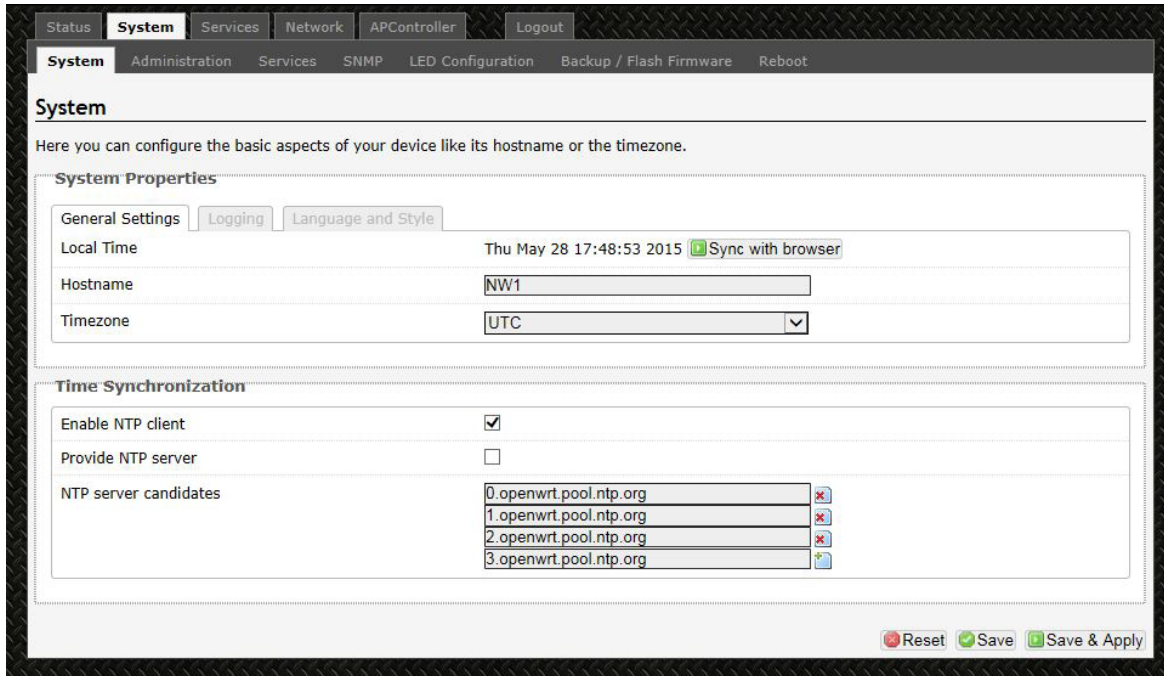 Status System Services Network APController Logout
System Administration Services SNMP LED Configuration Backup / Flash Firmware Reboot
System
Here you can configure the basic aspects of your device like its hostname or the timezone.
System Properties
General Settings Logging Language and Style
Local Time Thu May 28 17:48:53 2015 Sync with browser
Hostname NW1
Timezone UTC
Time Synchronization
Enable NTP client
Provide NTP server
NTP server candidates 0.openwrt.pool.ntp.org
1.openwrt.pool.ntp.org
2.openwrt.pool.ntp.org
3.openwrt.pool.ntp.org
Reset Save Save & Apply